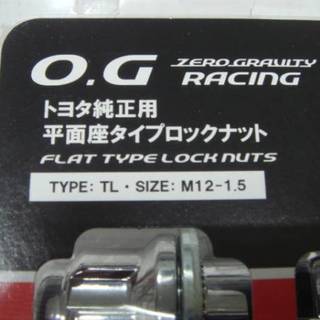 O.G ZERO.GRAVITY
RACING
トヨタ純正用
平面座タイプロックナット
FLAT TYPE LOCK NUTS
TYPE: TL・SIZE: M12-1.5